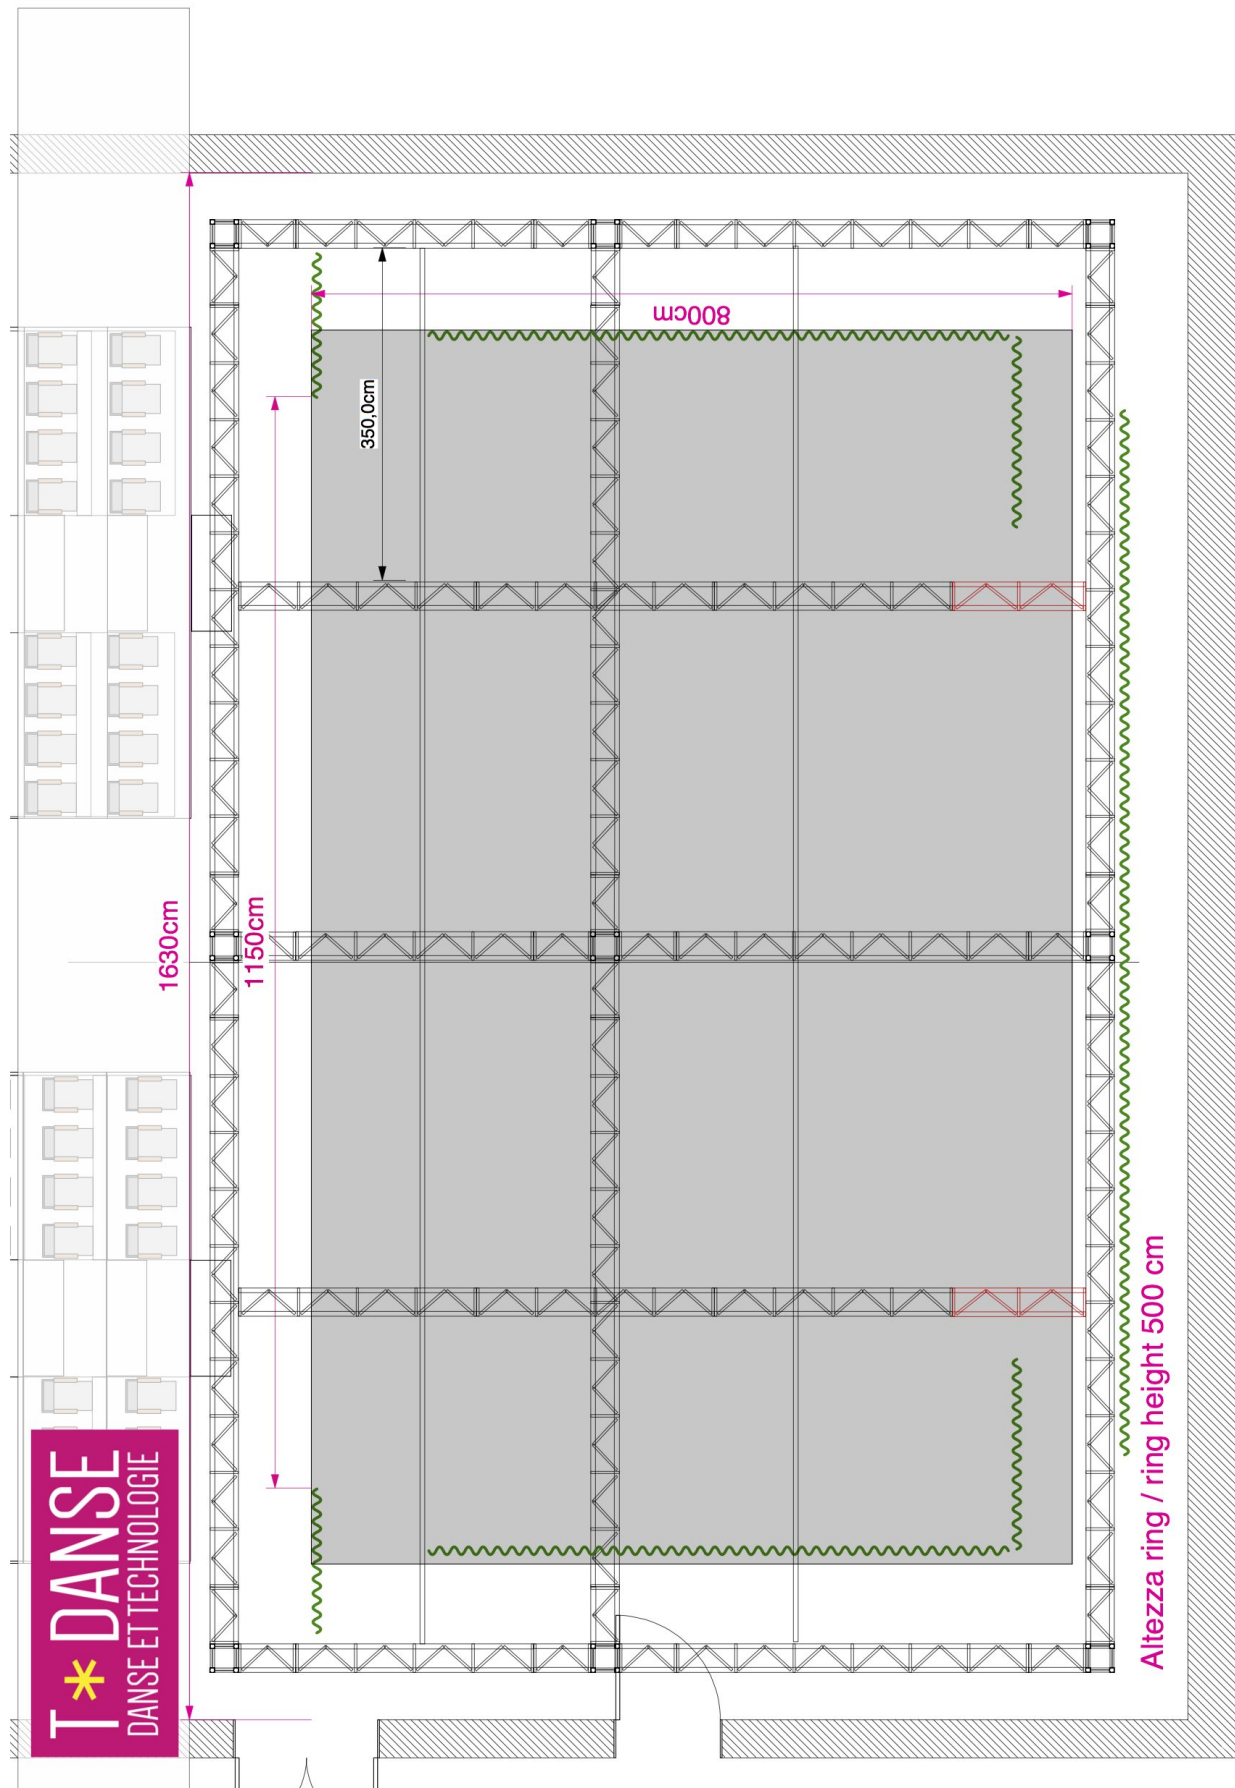 800cm
350,0cm
1630cm
1150cm
T*DANSE
DANSE ET TECHNOLOGIE
Altezza ring / ring height 500 cm